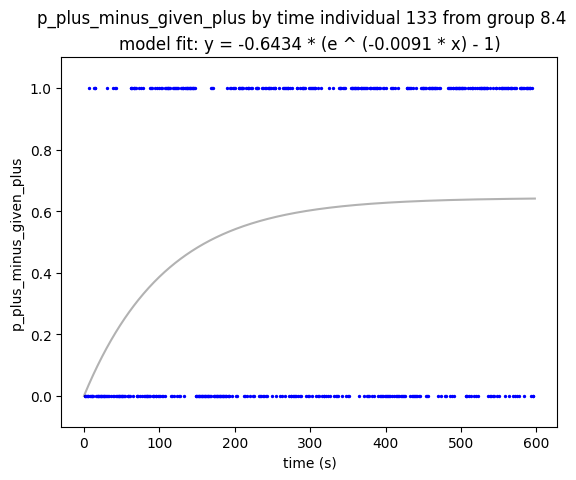 p_plus_minus_given_plus by time individual 133 from group 8.4
model fit: y = -0.6434 * (e ^ (-0.0091 * x) - 1)
1.0
0.8
0.6
0.4
0.2
0.0
p_plus_minus_given_plus
0 100 200 300 400 500 600
time (s)